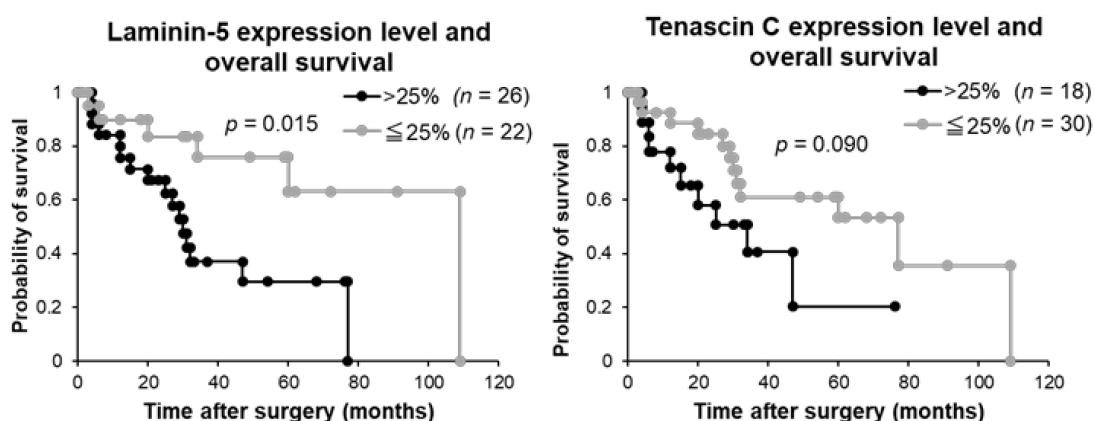 Laminin-5 expression level and
overall survival
Probability of survival
1
0.8
0.6
0.4
0.2
0
>25% (n = 26)
≦25% (n = 22)
p = 0.015
0 20 40 60 80 100 120
Time after surgery (months)
Tenascin C expression level and
overall survival
Probability of survival
1
0.8
0.6
0.4
0.2
0
>25% (n = 18)
≦25% (n = 30)
p = 0.090
0 20 40 60 80 100 120
Time after surgery (months)